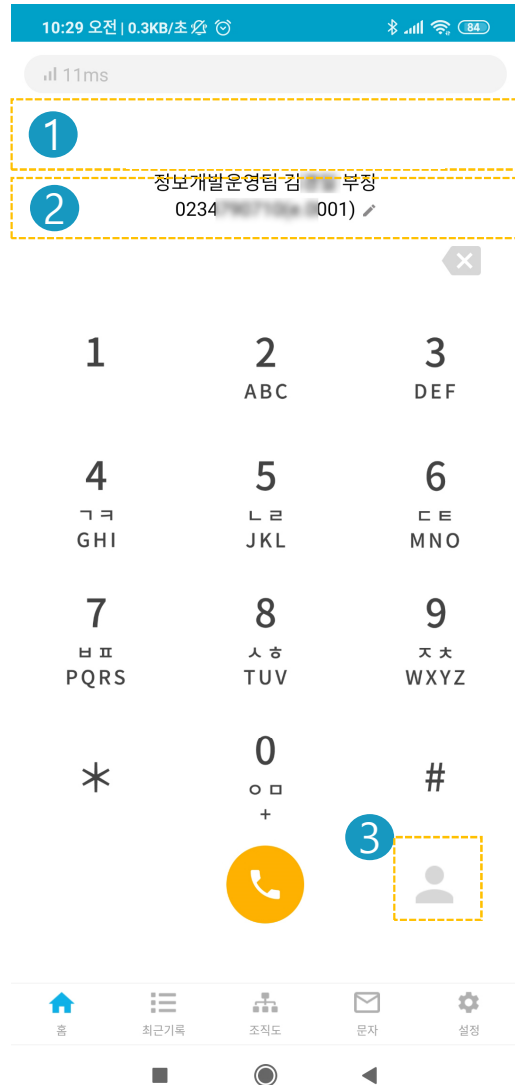 10:29 오전 | 0.3KB/초
84
11ms
1
2
정보개발운영팀 김 부장
0234 001)
1 2 3
ABC DEF
4 5 6
ㄱㅋ ㄴㄹ ㄷㅌ
GHI JKL MNO
7 8 9
ㅂㅍ ㅅㅎ ㅈㅊ
PQRS TUV WXYZ
* 0 #
ㅇㅁ
+
3
홈 최근기록 조직도 문자 설정